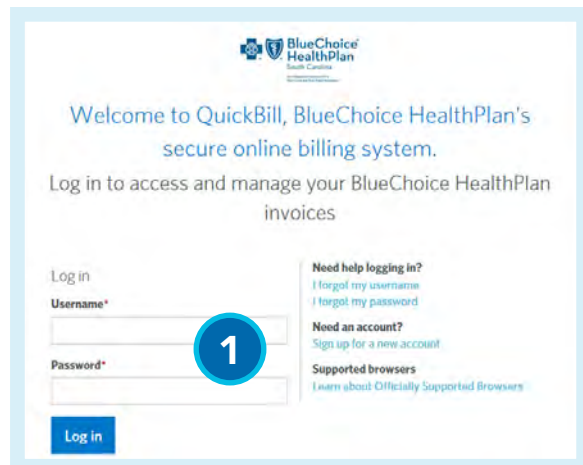 BlueChoice®
HealthPlan
South Carolina
Welcome to QuickBill, BlueChoice HealthPlan's
secure online billing system.
Log in to access and manage your BlueChoice HealthPlan
invoices
Log in
Username*
1
Password*
Log in
Need help logging in?
I forgot my username
I forgot my password
Need an account?
Sign up for a new account
Supported browsers
Learn about Officially Supported Browsers